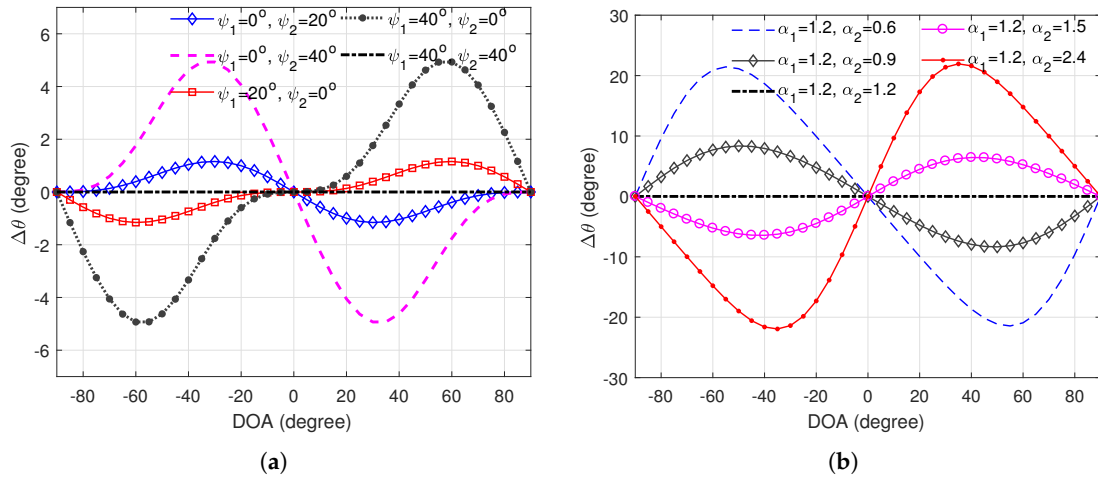 ψ₁=0°, ψ₂=20°
ψ₁=0°, ψ₂=40°
ψ₁=20°, ψ₂=0°
ψ₁=40°, ψ₂=0°
ψ₁=40°, ψ₂=40°
6
4
2
0
-2
-4
-6
Δθ (degree)
-80 -60 -40 -20 0 20 40 60 80
DOA (degree)
(a)
α₁=1.2, α₂=0.6
α₁=1.2, α₂=0.9
α₁=1.2, α₂=1.2
α₁=1.2, α₂=1.5
α₁=1.2, α₂=2.4
30
20
10
0
-10
-20
-30
Δθ (degree)
-80 -60 -40 -20 0 20 40 60 80
DOA (degree)
(b)